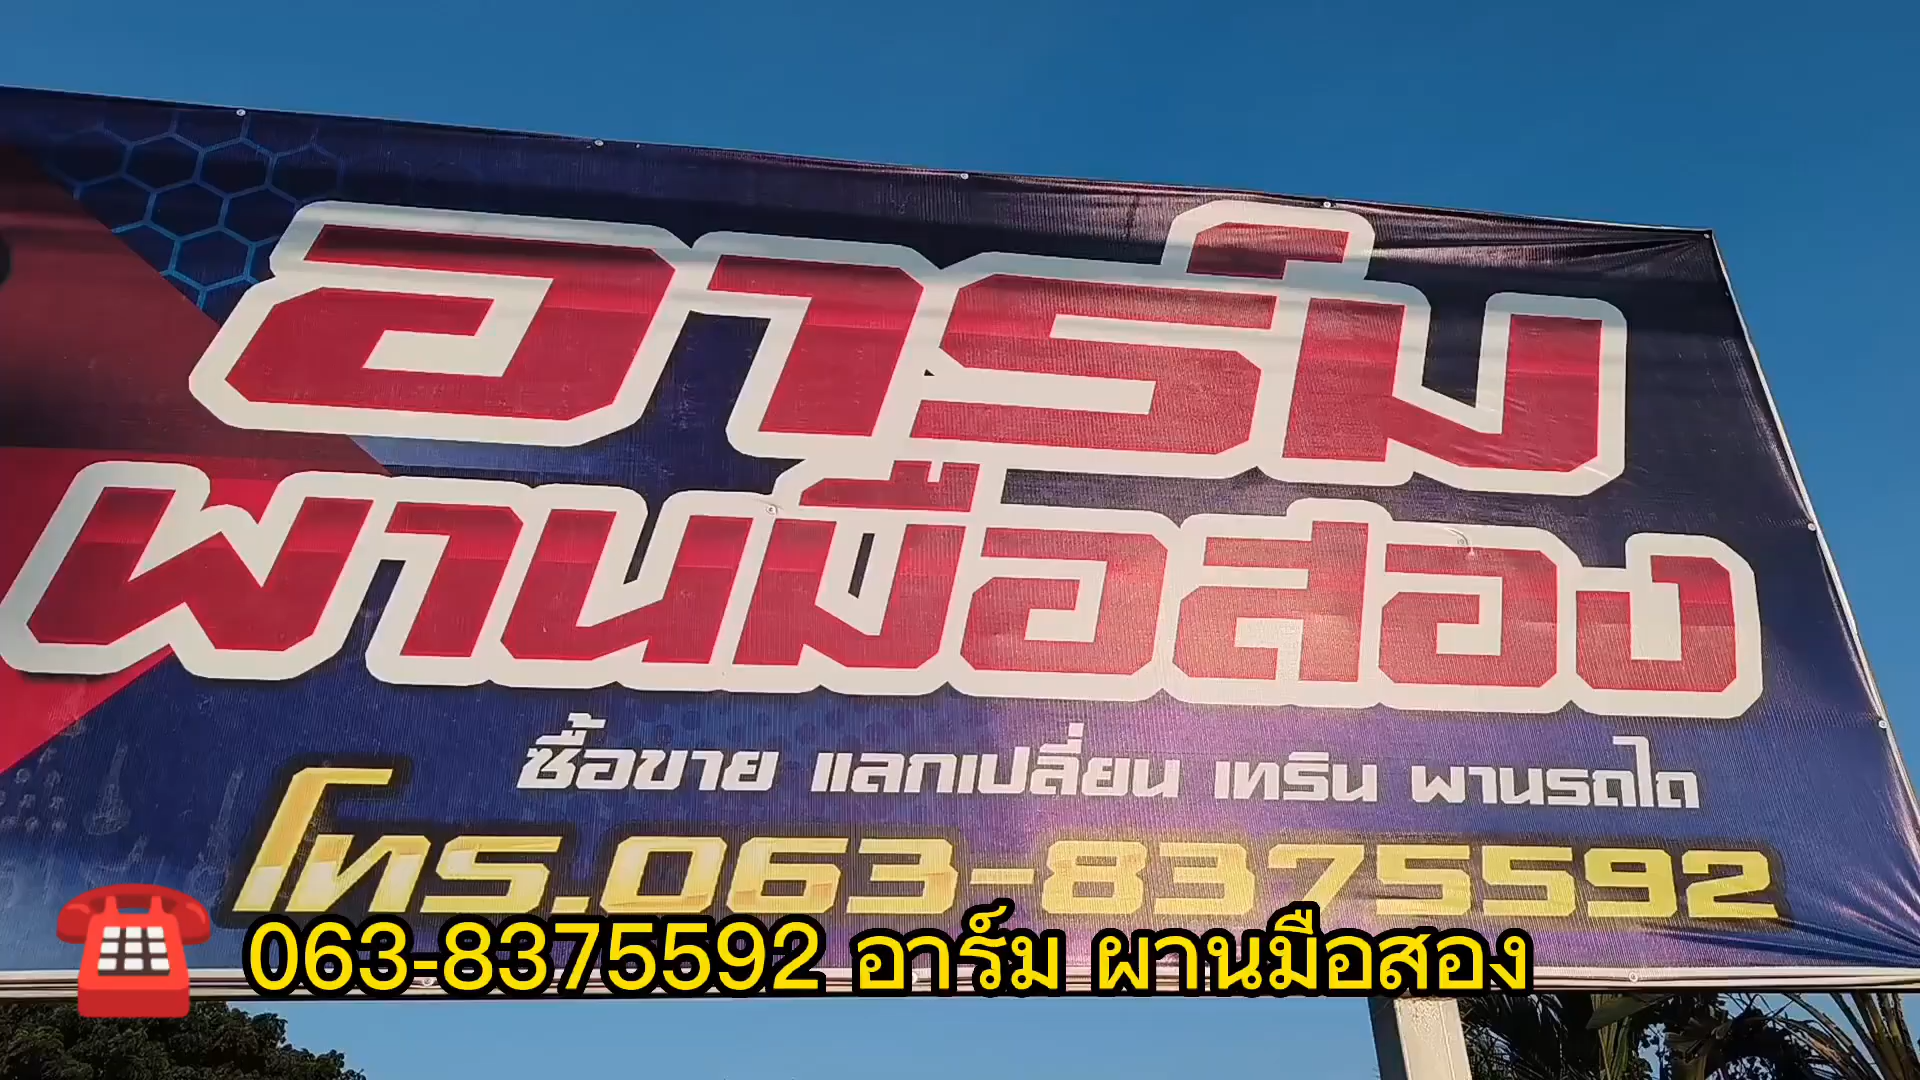 อาร์ม
ผานมือสอง
ซื้อขาย แลกเปลี่ยน เทริน ผานรถไถ
โทร.063-8375592
063-8375592 อาร์ม ผานมือสอง